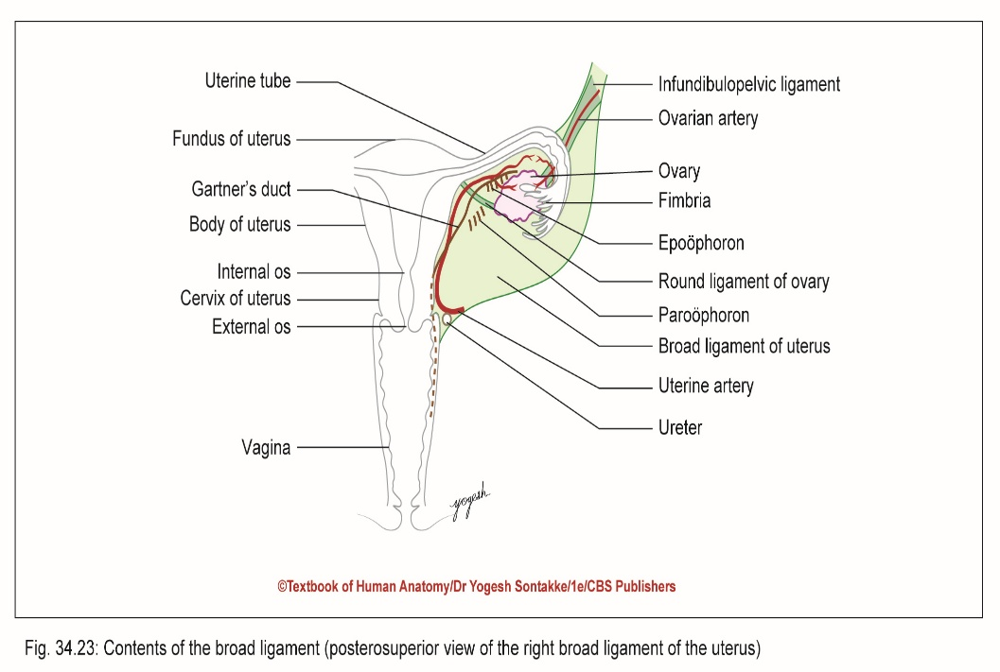 Uterine tube
Fundus of uterus
Gartner's duct
Body of uterus
Internal os
Cervix of uterus
External os
Vagina
Infundibulopelvic ligament
Ovarian artery
Ovary
Fimbria
Epoöphoron
Round ligament of ovary
Paroöphoron
Broad ligament of uterus
Uterine artery
Ureter
yogesh
©Textbook of Human Anatomy/Dr Yogesh Sontakke/1e/CBS Publishers
Fig. 34.23: Contents of the broad ligament (posterosuperior view of the right broad ligament of the uterus)